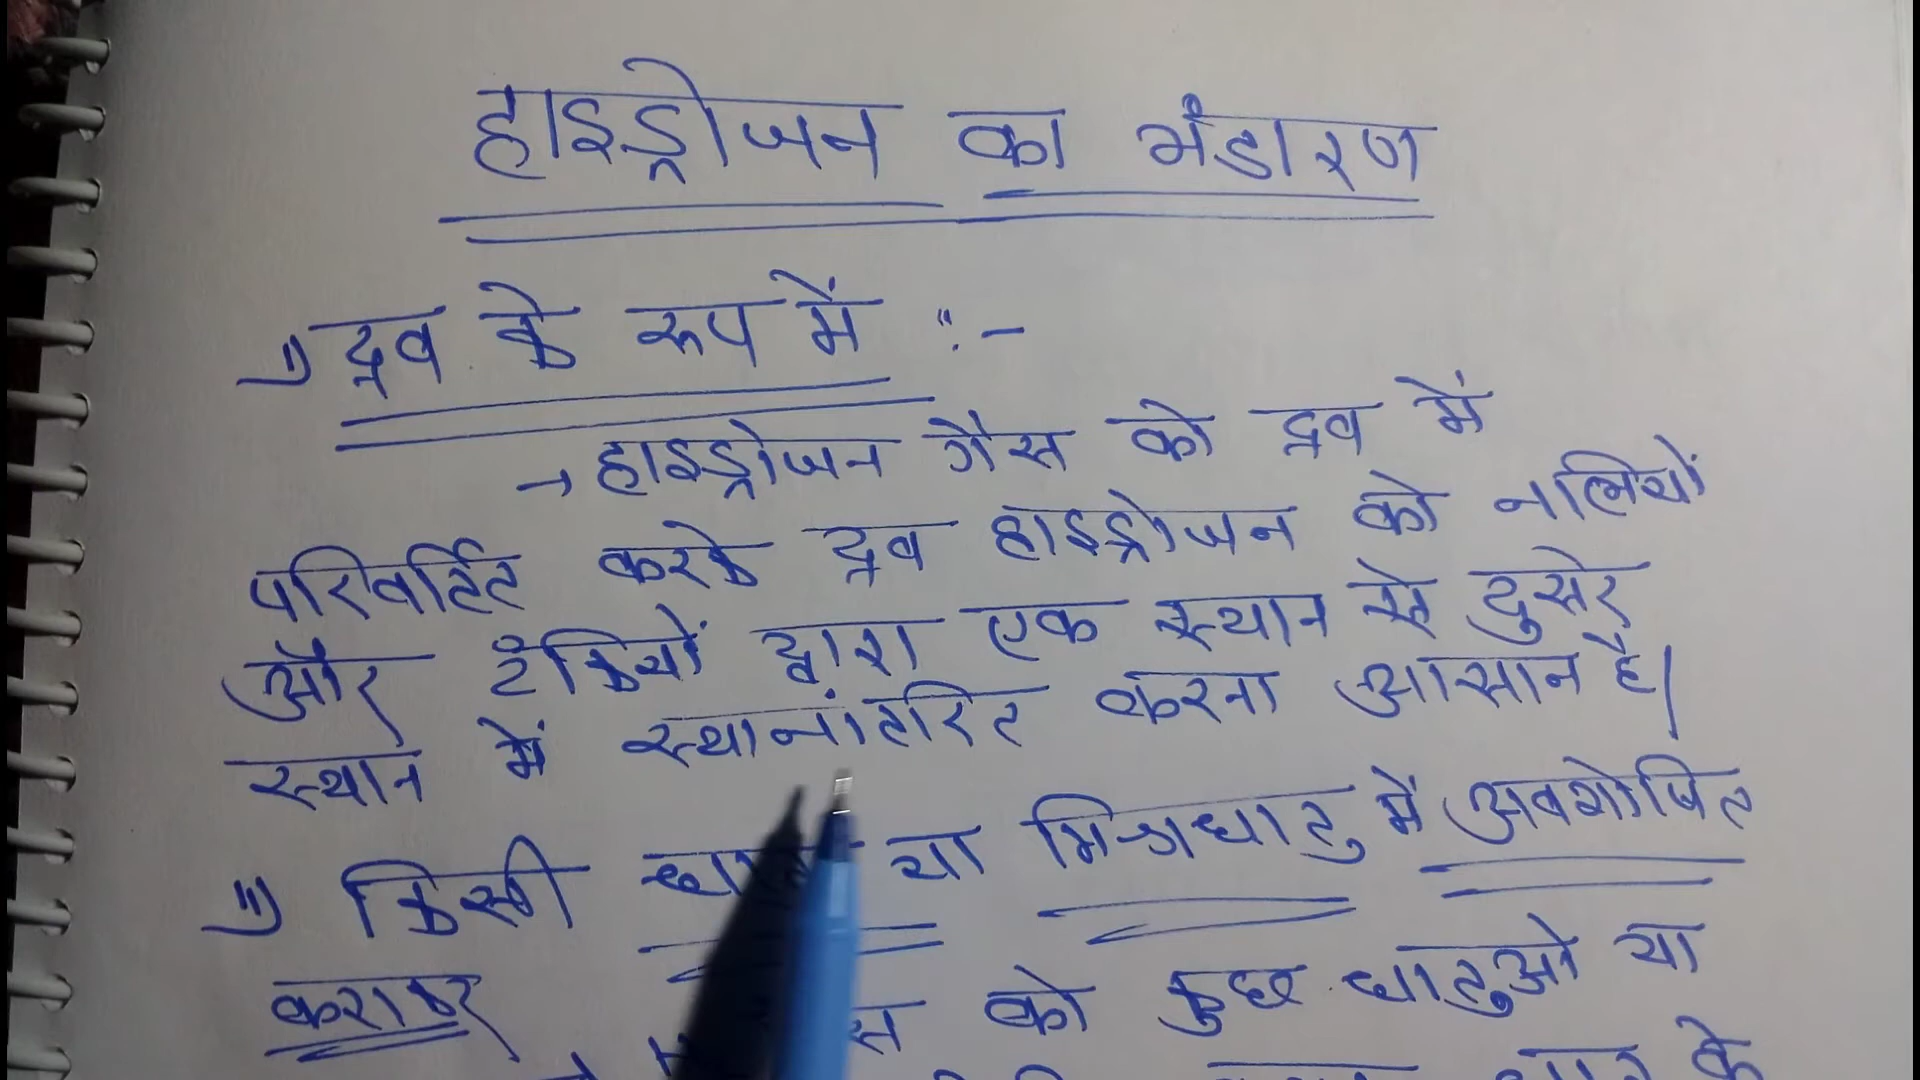 हाइड्रोजन का भंडारण
i) द्रव के रूप में :-
→ हाइड्रोजन गैस को द्रव में
परिवर्तित करके द्रव हाइड्रोजन को नलियों
और टंकियों द्वारा एक स्थान से दुसरे
स्थान में स्थानांतरित करना आसान है।
ii) किसी या मिश्रधातु में अवशोषित
कराकर
को कुछ धातुओ या
के